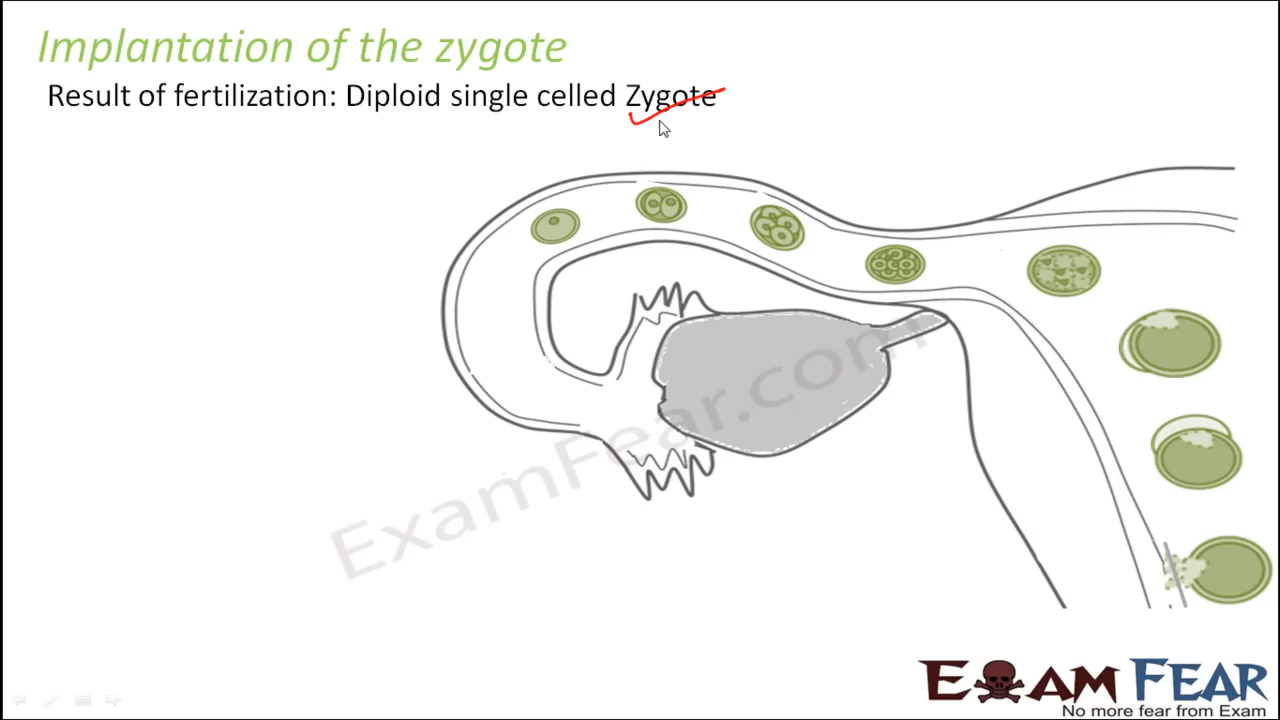 Implantation of the zygote
Result of fertilization: Diploid single celled Zygote
ExamFear.com
EXAM FEAR
No more fear from Exam